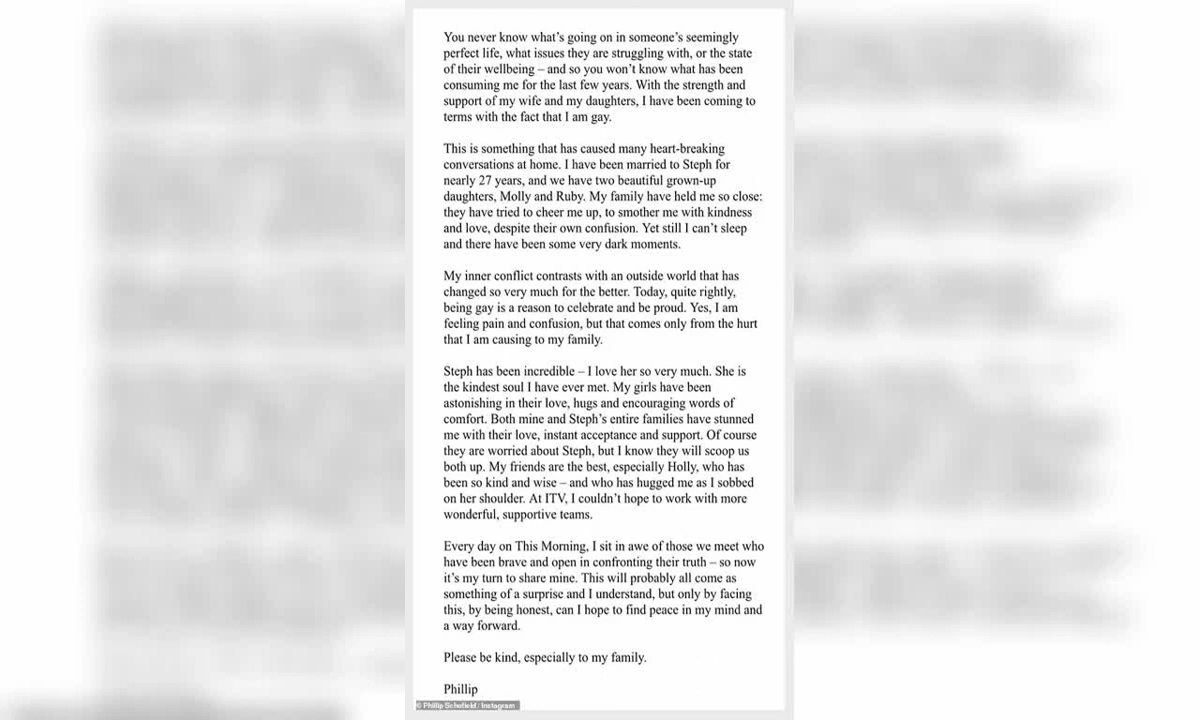 You never know what’s going on in someone’s seemingly
perfect life, what issues they are struggling with, or the state
of their wellbeing – and so you won’t know what has been
consuming me for the last few years. With the strength and
support of my wife and my daughters, I have been coming to
terms with the fact that I am gay.
This is something that has caused many heart-breaking
conversations at home. I have been married to Steph for
nearly 27 years, and we have two beautiful grown-up
daughters, Molly and Ruby. My family have held me so close:
they have tried to cheer me up, to smother me with kindness
and love, despite their own confusion. Yet still I can’t sleep
and there have been some very dark moments.
My inner conflict contrasts with an outside world that has
changed so very much for the better. Today, quite rightly,
being gay is a reason to celebrate and be proud. Yes, I am
feeling pain and confusion, but that comes only from the hurt
that I am causing to my family.
Steph has been incredible – I love her so very much. She is
the kindest soul I have ever met. My girls have been
astonishing in their love, hugs and encouraging words of
comfort. Both mine and Steph’s entire families have stunned
me with their love, instant acceptance and support. Of course
they are worried about Steph, but I know they will scoop us
both up. My friends are the best, especially Holly, who has
been so kind and wise – and who has hugged me as I sobbed
on her shoulder. At ITV, I couldn’t hope to work with more
wonderful, supportive teams.
Every day on This Morning, I sit in awe of those we meet who
have been brave and open in confronting their truth – so now
it’s my turn to share mine. This will probably all come as
something of a surprise and I understand, but only by facing
this, by being honest, can I hope to find peace in my mind and
a way forward.
Please be kind, especially to my family.
Phillip
© Phillip Schofield / Instagram